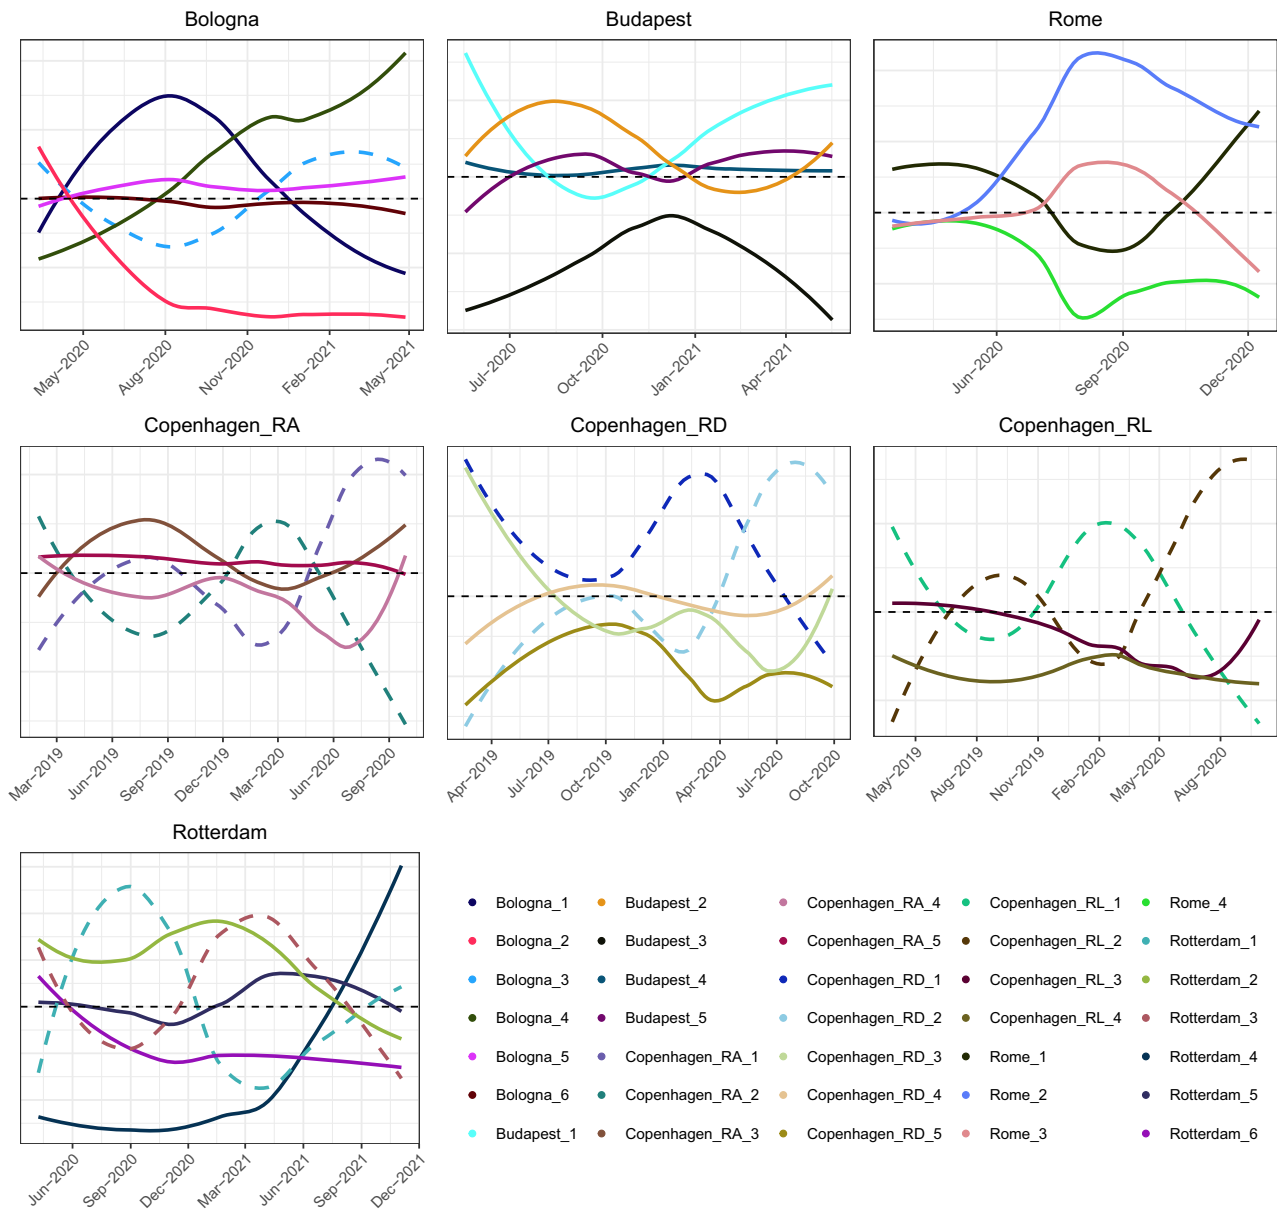 Bologna
Budapest
Rome
May−2020
Aug−2020
Nov−2020
Feb−2021
May−2021
Jul−2020
Oct−2020
Jan−2021
Apr−2021
Jun−2020
Sep−2020
Dec−2020
Copenhagen_RA
Copenhagen_RD
Copenhagen_RL
Mar−2019
Jun−2019
Sep−2019
Dec−2019
Mar−2020
Jun−2020
Sep−2020
Apr−2019
Jul−2019
Oct−2019
Jan−2020
Apr−2020
Jul−2020
Oct−2020
May−2019
Aug−2019
Nov−2019
Feb−2020
May−2020
Aug−2020
Rotterdam
Jun−2020
Sep−2020
Dec−2020
Mar−2021
Jun−2021
Sep−2021
Dec−2021
Bologna_1
Bologna_2
Bologna_3
Bologna_4
Bologna_5
Bologna_6
Budapest_1
Budapest_2
Budapest_3
Budapest_4
Budapest_5
Copenhagen_RA_1
Copenhagen_RA_2
Copenhagen_RA_3
Copenhagen_RA_4
Copenhagen_RA_5
Copenhagen_RD_1
Copenhagen_RD_2
Copenhagen_RD_3
Copenhagen_RD_4
Copenhagen_RD_5
Copenhagen_RL_1
Copenhagen_RL_2
Copenhagen_RL_3
Copenhagen_RL_4
Rome_1
Rome_2
Rome_3
Rome_4
Rotterdam_1
Rotterdam_2
Rotterdam_3
Rotterdam_4
Rotterdam_5
Rotterdam_6